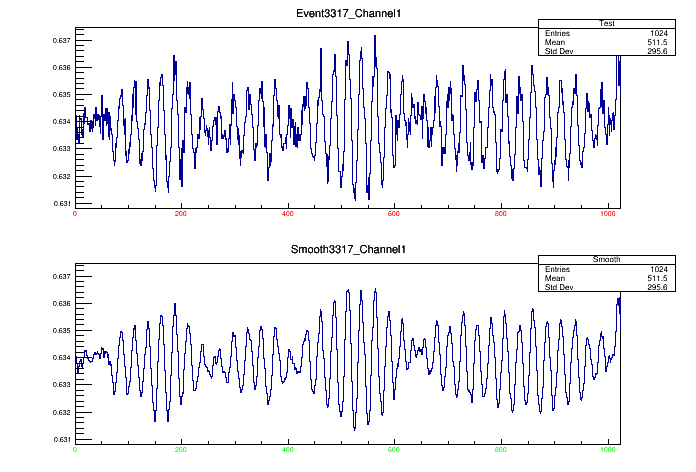 Event3317_Channel1
Test
Entries 1024
Mean 511.5
Std Dev 295.6
0.637
0.636
0.635
0.634
0.633
0.632
0.631
0 200 400 600 800 1000
Smooth3317_Channel1
Smooth
Entries 1024
Mean 511.5
Std Dev 295.6
0.637
0.636
0.635
0.634
0.633
0.632
0.631
0 200 400 600 800 1000